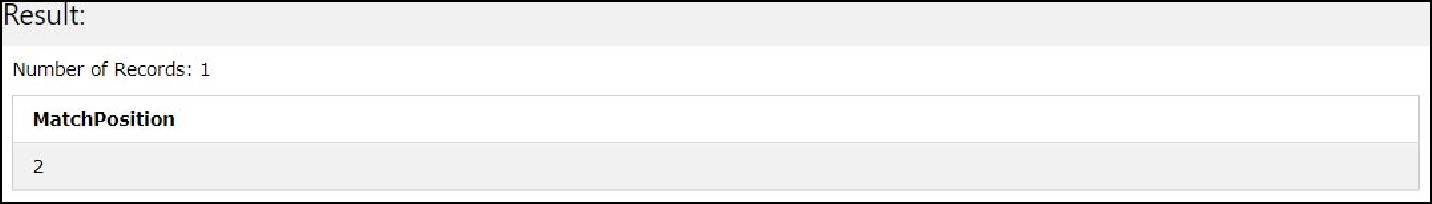 Result:
Number of Records: 1
MatchPosition
2